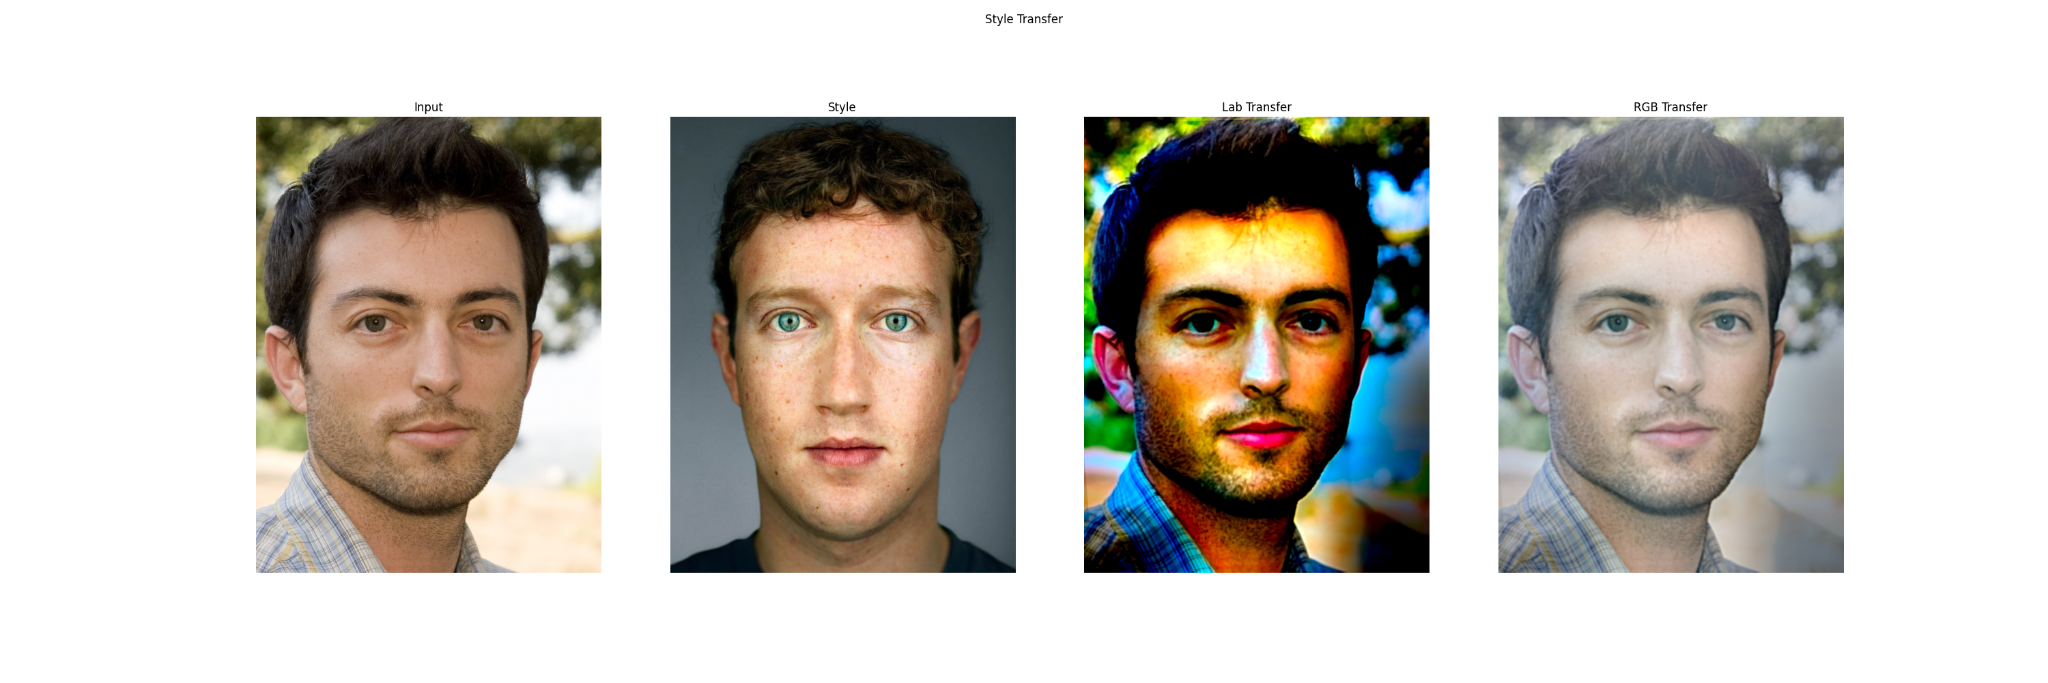 Style Transfer
Input
Style
Lab Transfer
RGB Transfer